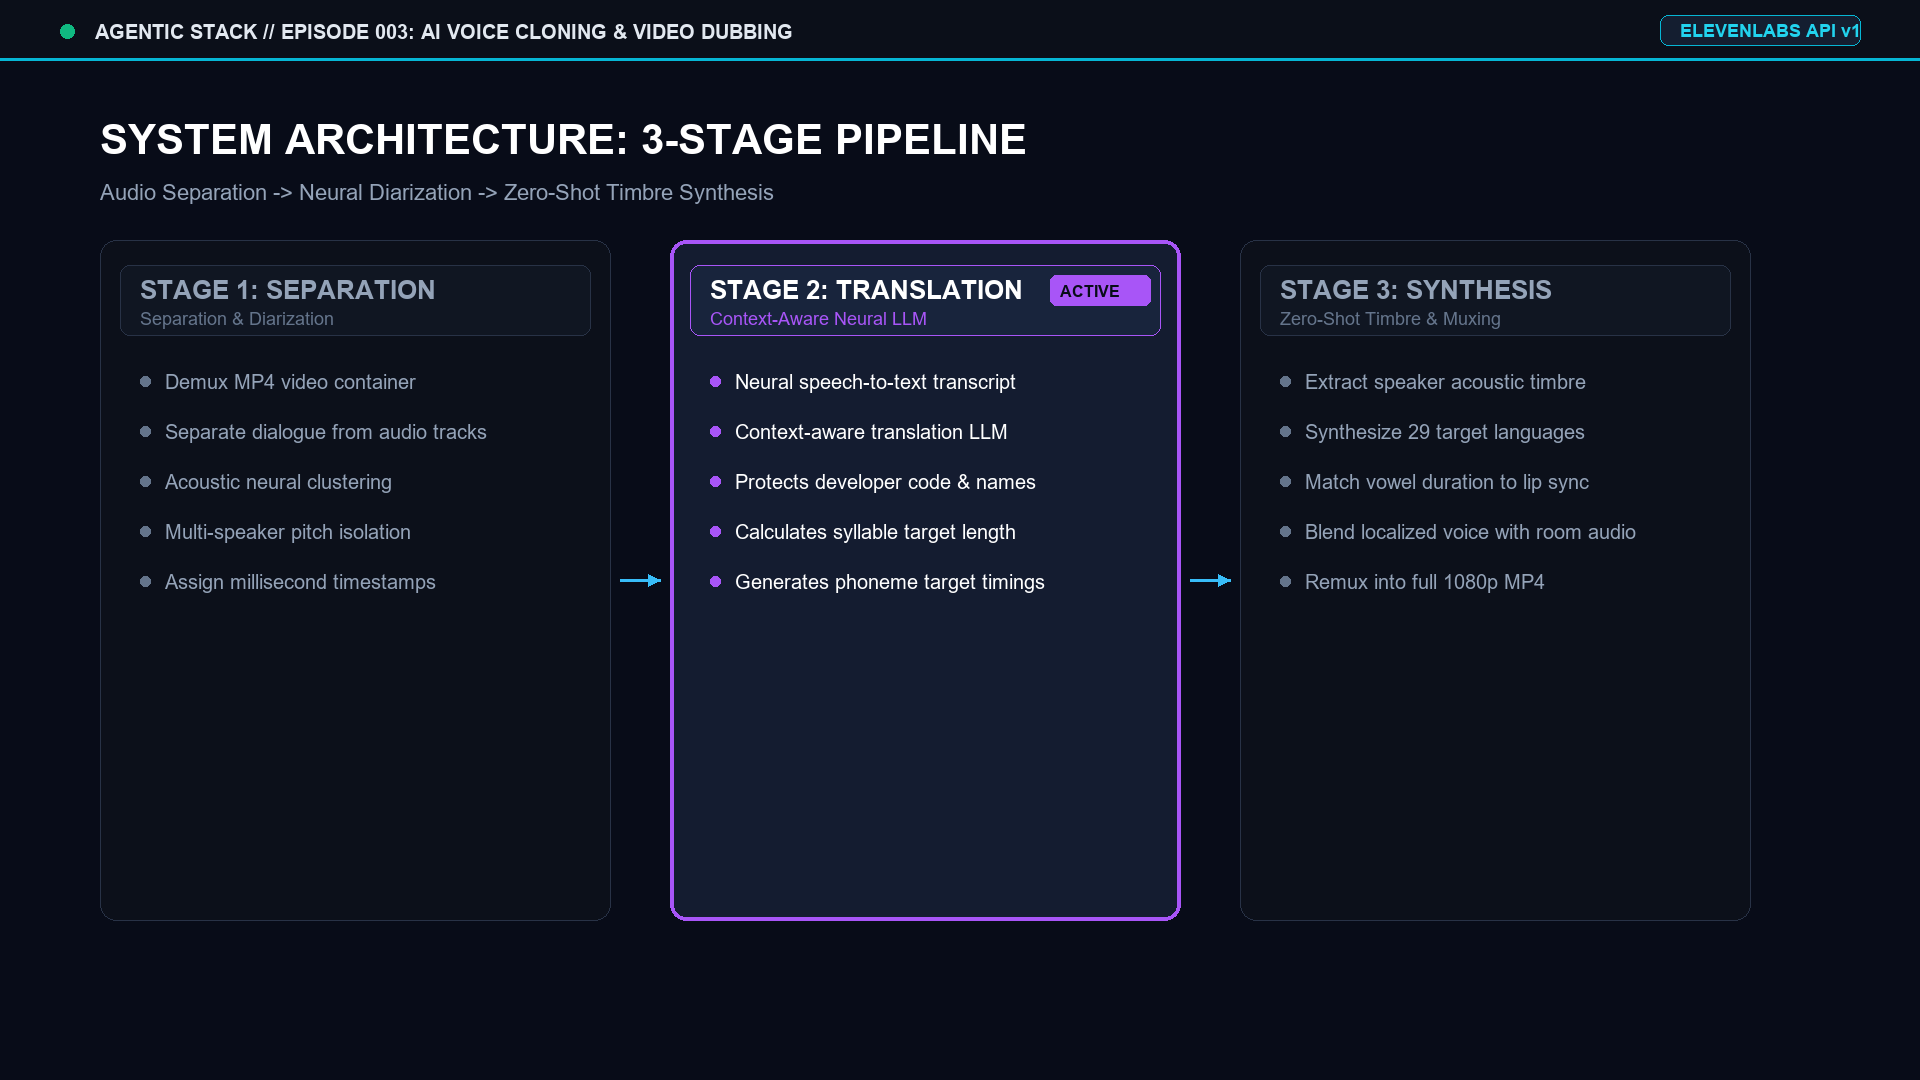 AGENTIC STACK // EPISODE 003: AI VOICE CLONING & VIDEO DUBBING
ELEVENLABS API v1
SYSTEM ARCHITECTURE: 3-STAGE PIPELINE
Audio Separation -> Neural Diarization -> Zero-Shot Timbre Synthesis
STAGE 1: SEPARATION
Separation & Diarization
Demux MP4 video container
Separate dialogue from audio tracks
Acoustic neural clustering
Multi-speaker pitch isolation
Assign millisecond timestamps
STAGE 2: TRANSLATION
ACTIVE
Context-Aware Neural LLM
Neural speech-to-text transcript
Context-aware translation LLM
Protects developer code & names
Calculates syllable target length
Generates phoneme target timings
STAGE 3: SYNTHESIS
Zero-Shot Timbre & Muxing
Extract speaker acoustic timbre
Synthesize 29 target languages
Match vowel duration to lip sync
Blend localized voice with room audio
Remux into full 1080p MP4